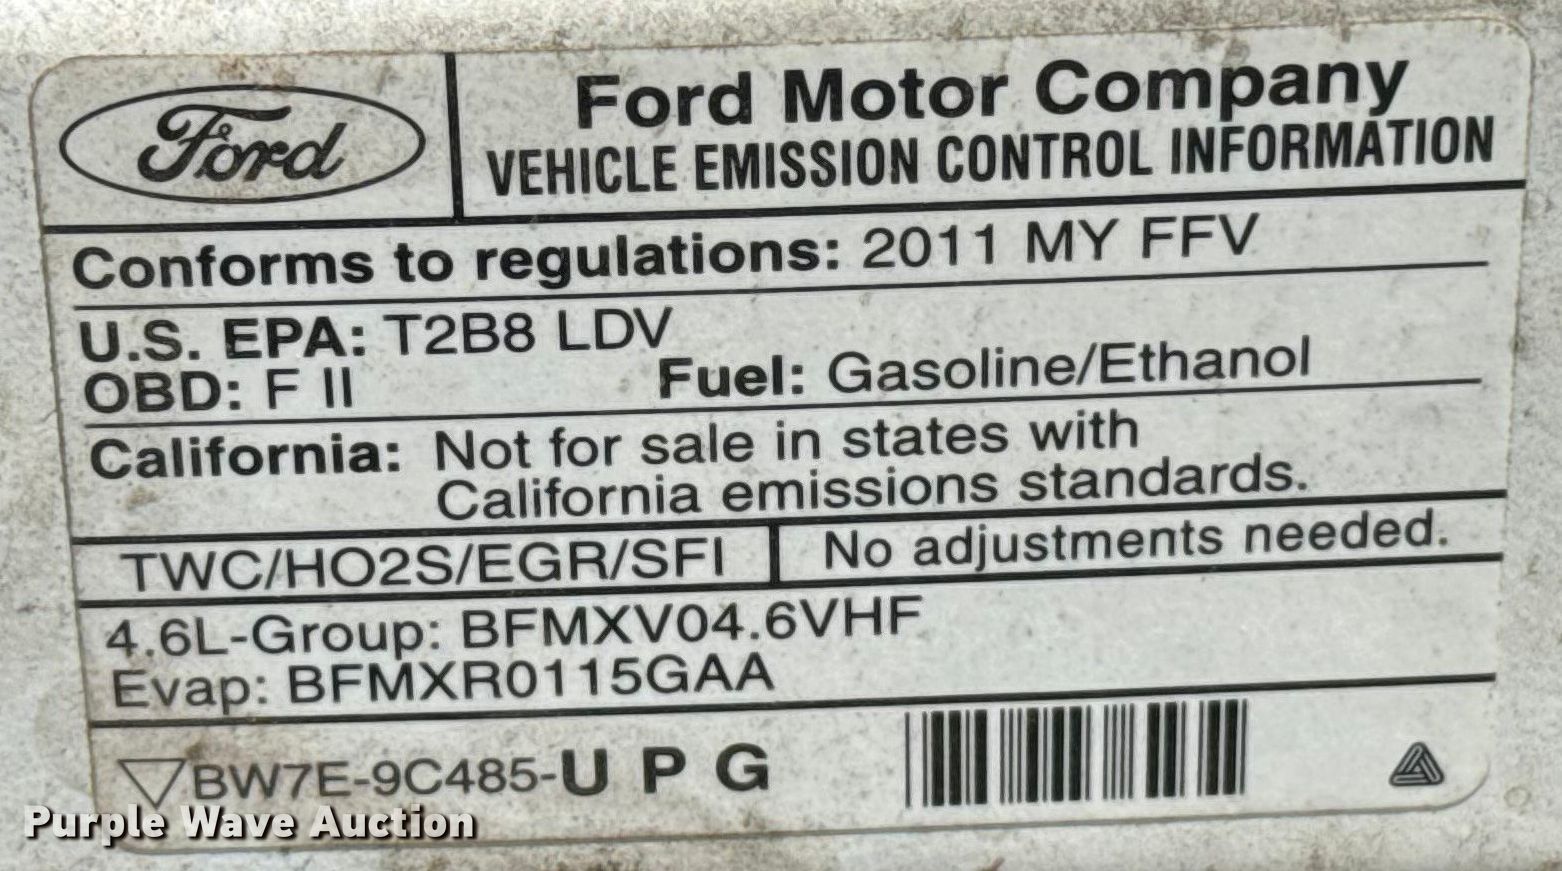 Ford
Ford Motor Company
VEHICLE EMISSION CONTROL INFORMATION
Conforms to regulations: 2011 MY FFV
U.S. EPA: T2B8 LDV
OBD: F II Fuel: Gasoline/Ethanol
California: Not for sale in states with
California emissions standards.
TWC/HO2S/EGR/SFI No adjustments needed.
4.6L-Group: BFMXV04.6VHF
Evap: BFMXR0115GAA
BW7E-9C485-U P G
Purple Wave Auction